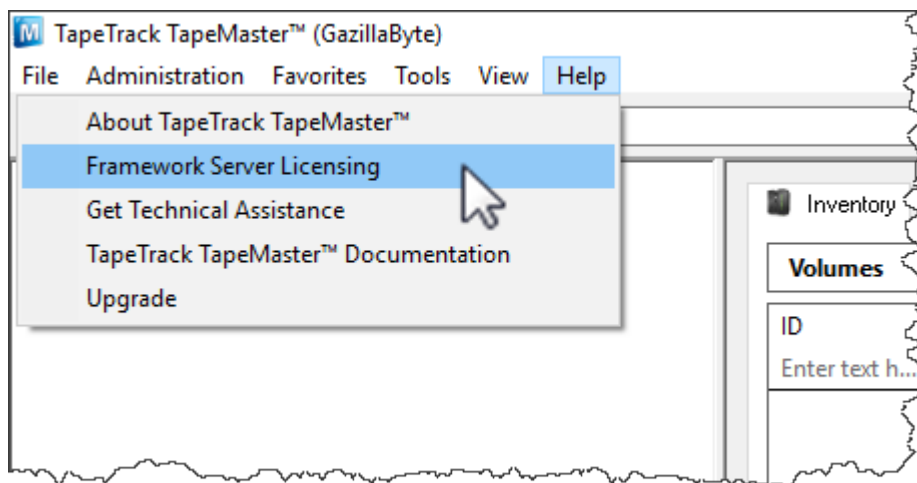 TapeTrack TapeMaster™ (GazillaByte)
File Administration Favorites Tools View Help
About TapeTrack TapeMaster™
Framework Server Licensing
Get Technical Assistance
TapeTrack TapeMaster™ Documentation
Upgrade
Inventory
Volumes
ID
Enter text h...